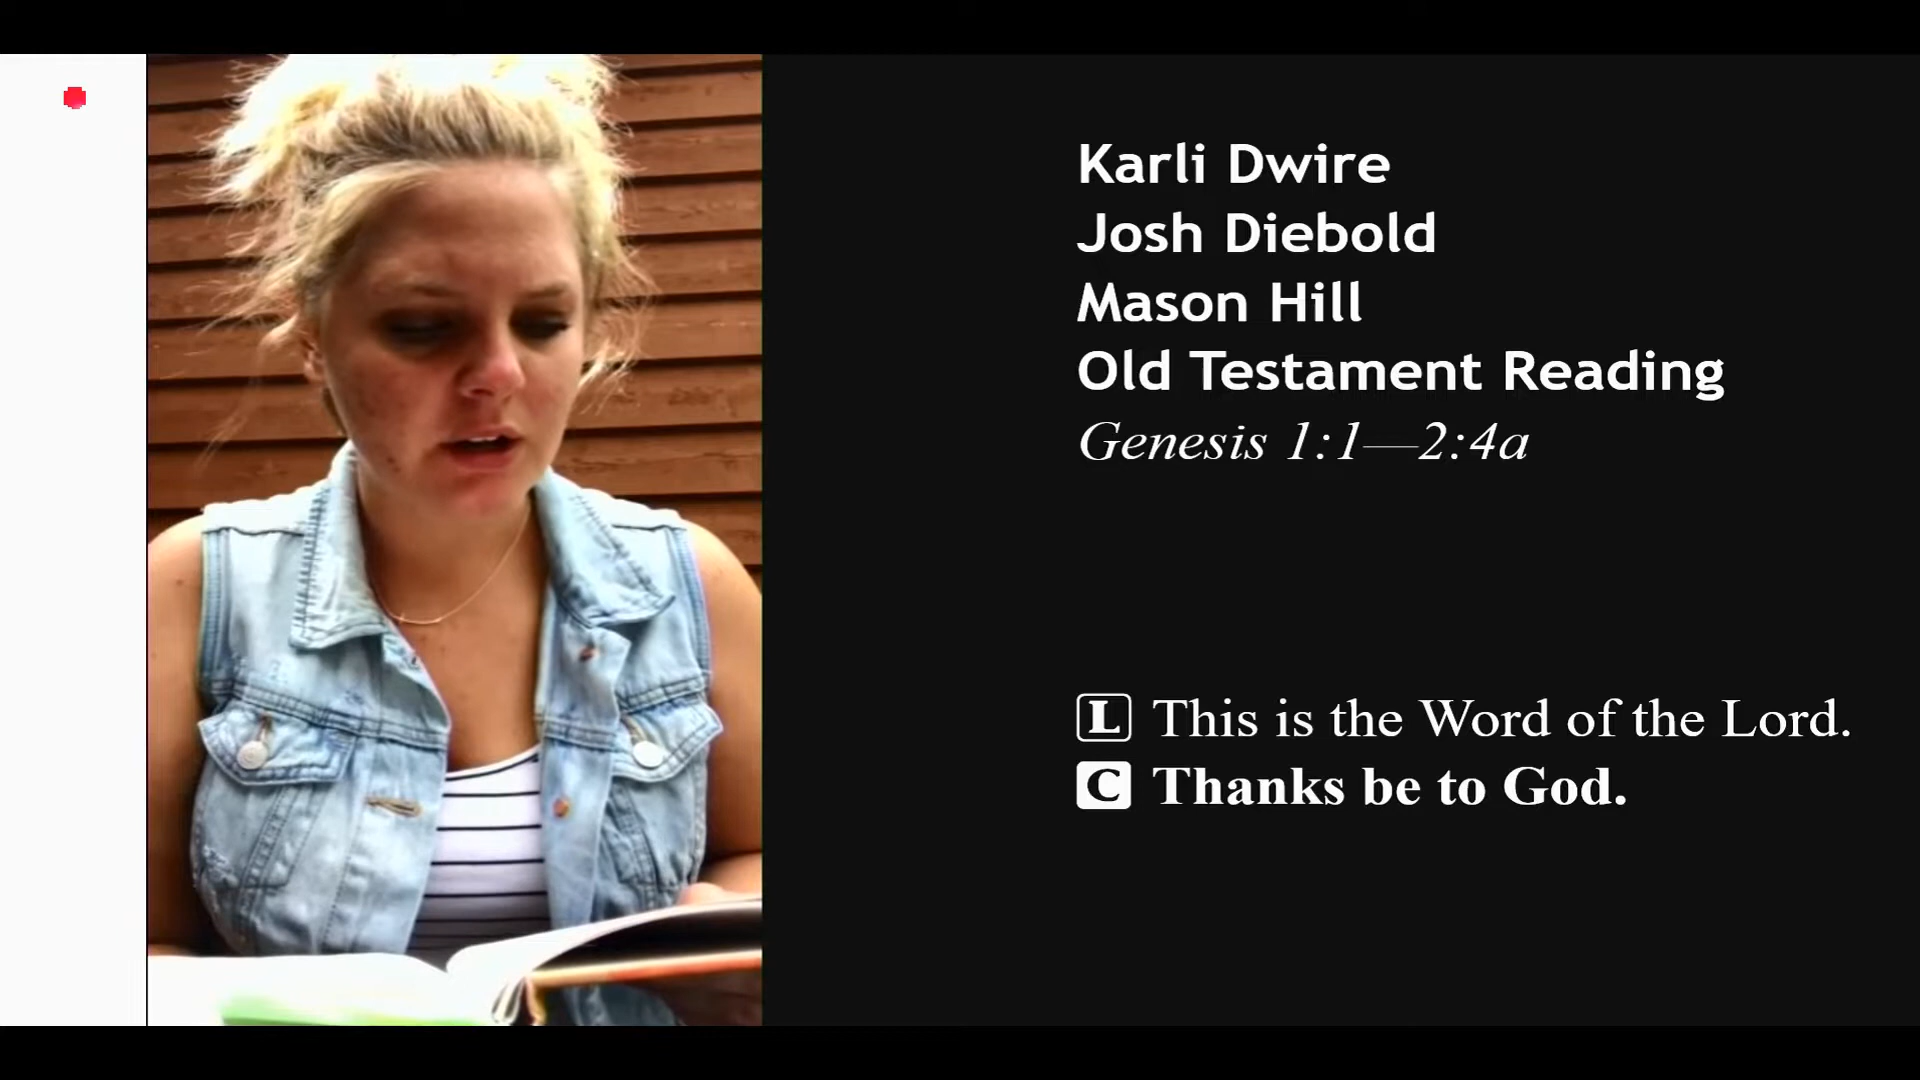 Karli Dwire
Josh Diebold
Mason Hill
Old Testament Reading
Genesis 1:1—2:4a
L This is the Word of the Lord.
C Thanks be to God.